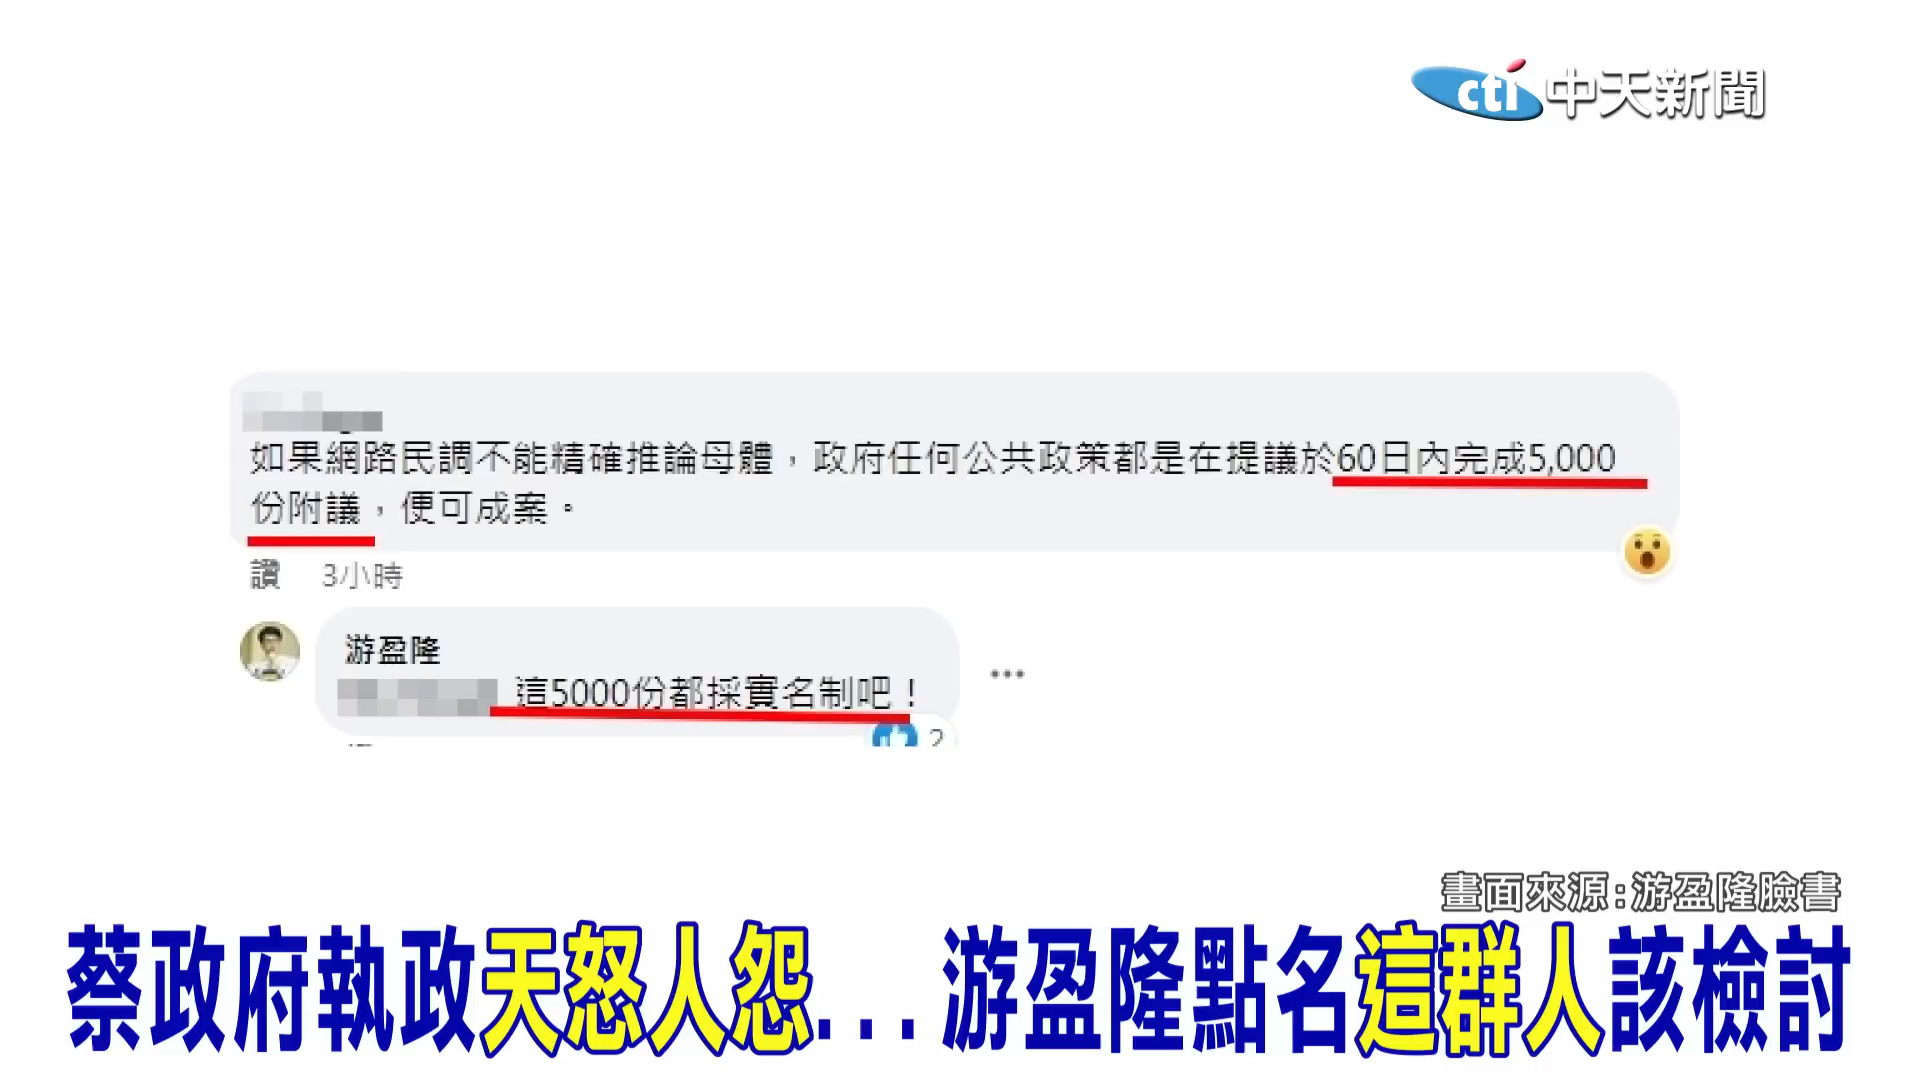 cti 中天新聞
如果網路民調不能精確推論母體，政府任何公共政策都是在提議於60日內完成5,000
份附議，便可成案。
讚 3小時
游盈隆
這5000份都採實名制吧！
2
畫面來源:游盈隆臉書
蔡政府執政天怒人怨...游盈隆點名這群人該檢討